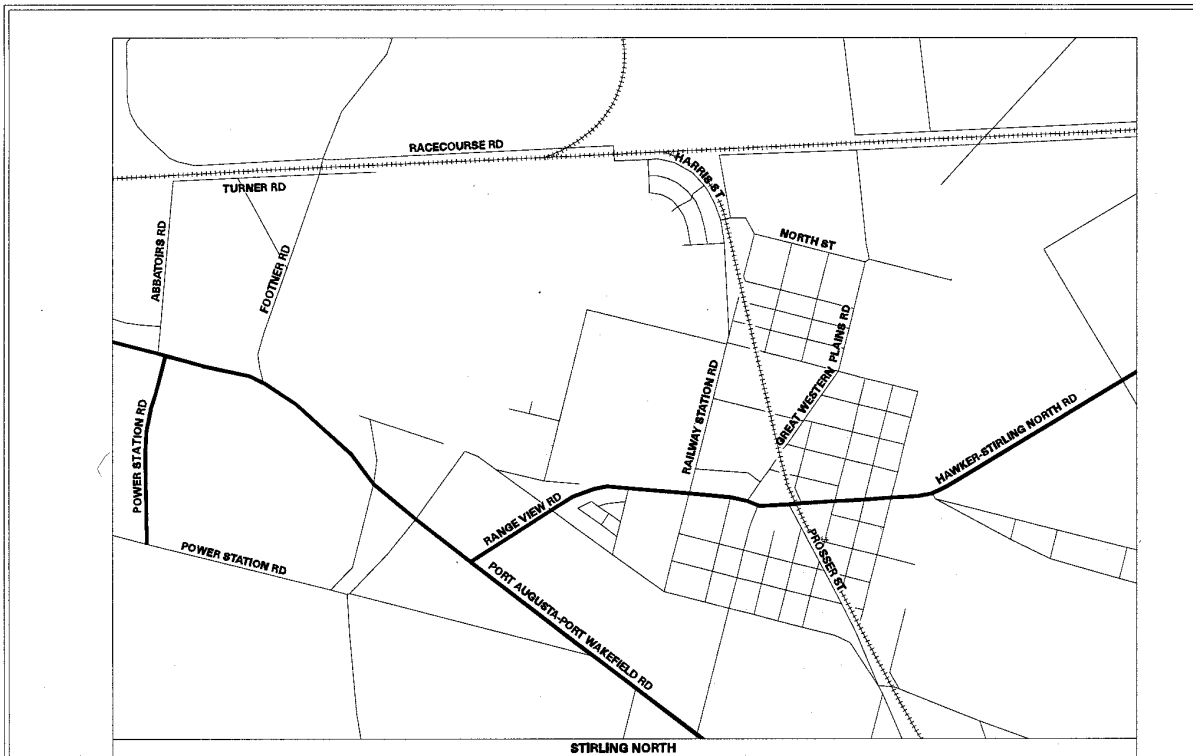 RACECOURSE RD
HARRIS ST
TURNER RD
ABBATOIRS RD
FOOTNER RD
NORTH ST
GREAT WESTERN PLAINS RD
RAILWAY STATION RD
HAWKER-STIRLING NORTH RD
POWER STATION RD
RANGE VIEW RD
POWER STATION RD
PROSSER ST
PORT AUGUSTA-PORT WAKEFIELD RD
STIRLING NORTH